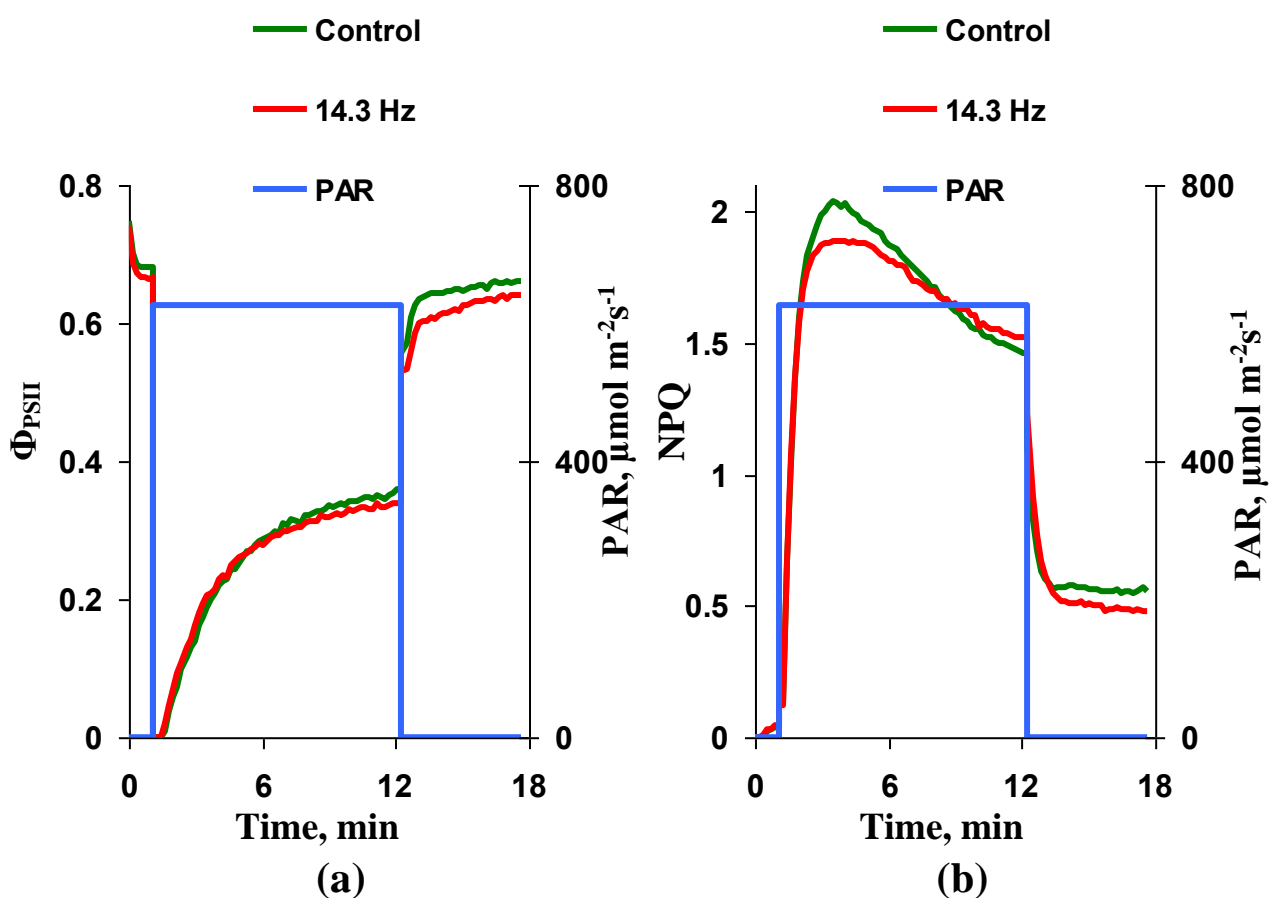 Control
14.3 Hz
PAR
0.8
0.6
0.4
0.2
0
Φ_PSII
800
400
0
PAR, µmol m⁻²s⁻¹
0 6 12 18
Time, min
(a)
Control
14.3 Hz
PAR
2
1.5
1
0.5
0
NPQ
800
400
0
PAR, µmol m⁻²s⁻¹
0 6 12 18
Time, min
(b)